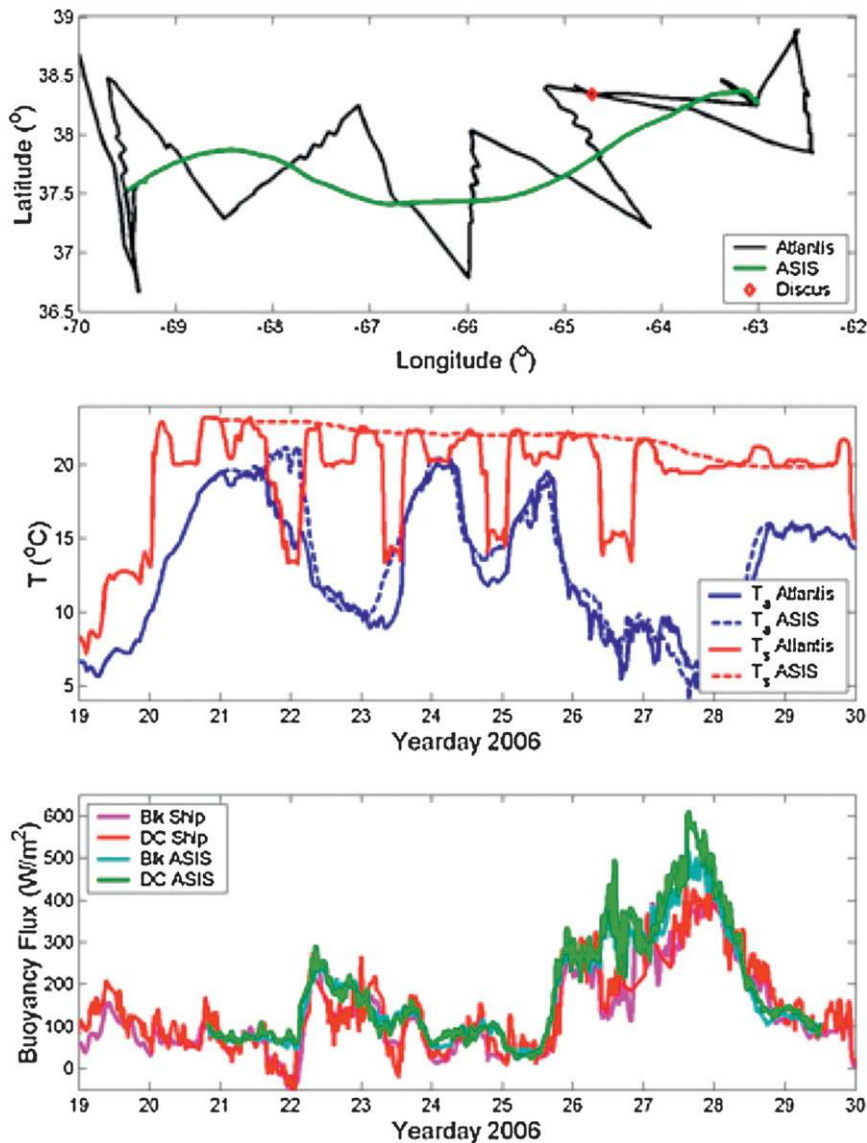 39
38.5
38
37.5
37
36.5
Latitude (°)
Atlantis
ASIS
Discus
-70 -69 -68 -67 -66 -65 -64 -63 -62
Longitude (°)
20
15
10
5
T (°C)
Ta Atlantis
Ta ASIS
Ts Atlantis
Ts ASIS
19 20 21 22 23 24 25 26 27 28 29 30
Yearday 2006
600
500
400
300
200
100
0
Buoyancy Flux (W/m²)
Blk Ship
DC Ship
Blk ASIS
DC ASIS
19 20 21 22 23 24 25 26 27 28 29 30
Yearday 2006